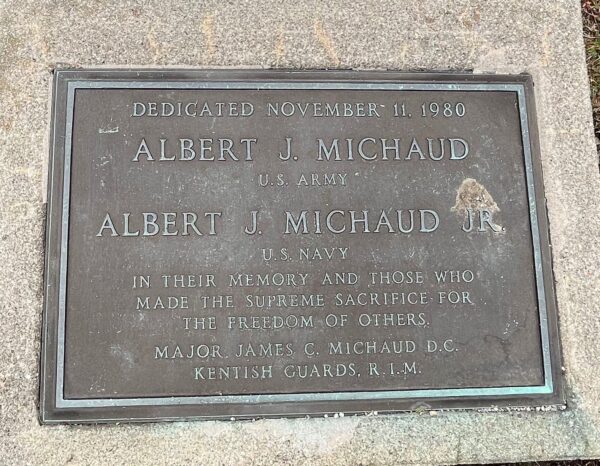 DEDICATED NOVEMBER 11, 1980
ALBERT J. MICHAUD
U.S. ARMY
ALBERT J. MICHAUD JR.
U.S. NAVY
IN THEIR MEMORY AND THOSE WHO
MADE THE SUPREME SACRIFICE FOR
THE FREEDOM OF OTHERS.
MAJOR. JAMES C. MICHAUD D.C.
KENTISH GUARDS, R.I.M.